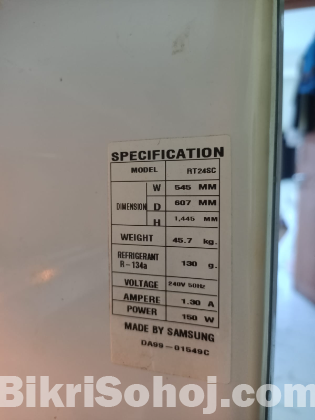 SPECIFICATION
MODEL RT24SC
DIMENSION W 545 MM
D 607 MM
H 1,445 MM
WEIGHT 45.7 kg.
REFRIGERANT R-134a 130 g.
VOLTAGE 240V 50Hz
AMPERE 1.30 A
POWER 150 W
MADE BY SAMSUNG
DA99-01549C
BikriSohoj.com